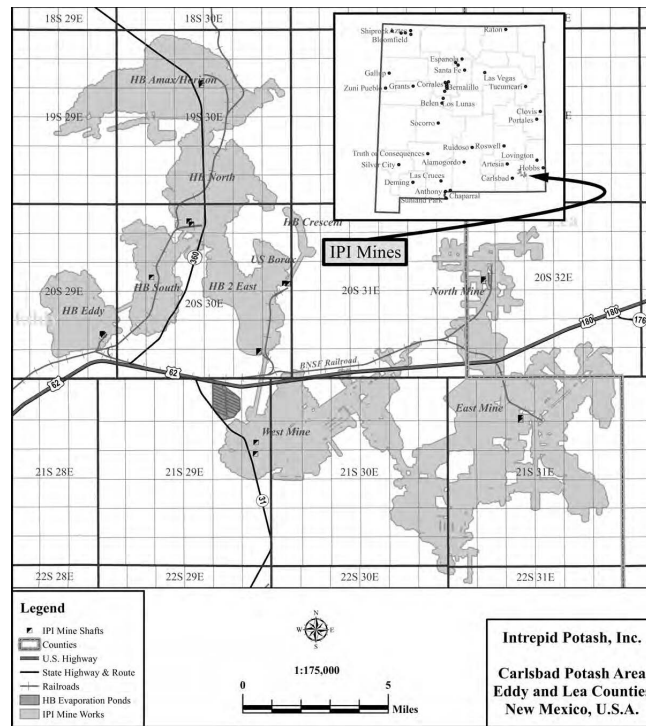 18S 29E
18S 30E
HB Amax/Horizon
19S 29E
19S 30E
HB North
HB Crescent
US Borax
HB South
HB 2 East
HB Eddy
20S 29E
20S 30E
20S 31E
20S 32E
North Mine
360
180
180
176
BNSF Railroad
62
62
62
East Mine
West Mine
21S 28E
21S 29E
21S 30E
21S 31E
31
22S 28E
22S 29E
22S 30E
22S 31E
Shiprock
Aztec
Bloomfield
Raton
Espanola
Santa Fe
Las Vegas
Gallup
Zuni Pueblo
Grants
Corrales
Bernalillo
Tucumcari
Belen
Los Lunas
Clovis
Portales
Socorro
Ruidoso
Roswell
Truth or Consequences
Silver City
Alamogordo
Artesia
Lovington
Hobbs
Las Cruces
Carlsbad
Deming
Anthony
Chaparral
Sunland Park
IPI Mines
Legend
IPI Mine Shafts
Counties
U.S. Highway
State Highway & Route
Railroads
HB Evaporation Ponds
IPI Mine Works
N
W
E
S
1:175,000
0
5
Miles
Intrepid Potash, Inc.
Carlsbad Potash Area
Eddy and Lea Counties
New Mexico, U.S.A.